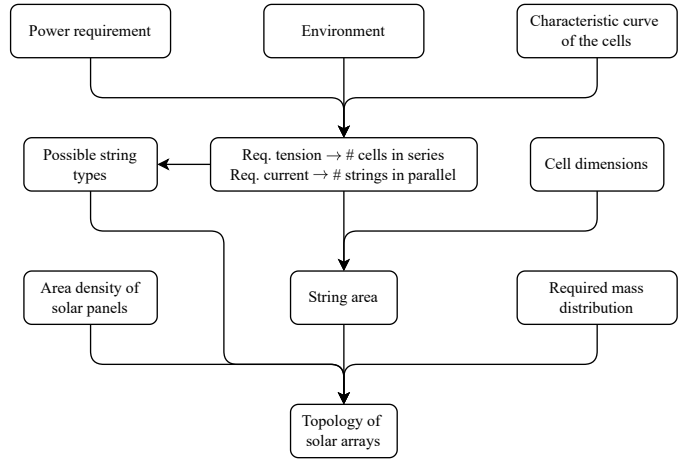 Power requirement
Environment
Characteristic curve
of the cells
Possible string
types
Req. tension → # cells in series
Req. current → # strings in parallel
Cell dimensions
Area density of
solar panels
String area
Required mass
distribution
Topology of
solar arrays